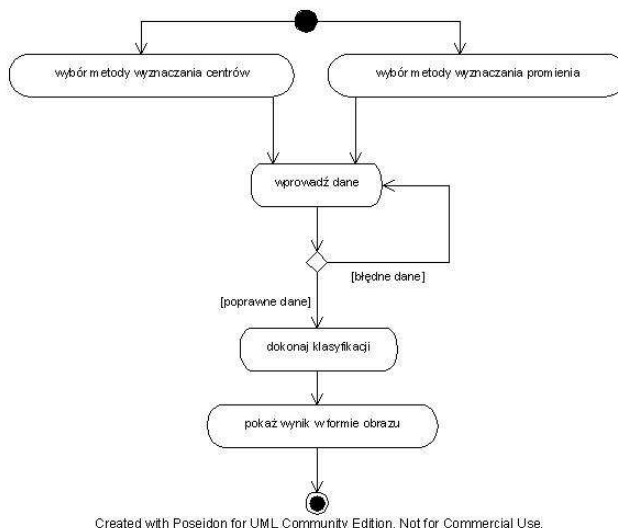 wybór metody wyznaczania centrów
wybór metody wyznaczania promienia
wprowadź dane
[błędne dane]
[poprawne dane]
dokonaj klasyfikacji
pokaż wynik w formie obrazu
Created with Poseidon for UML Community Edition. Not for Commercial Use.